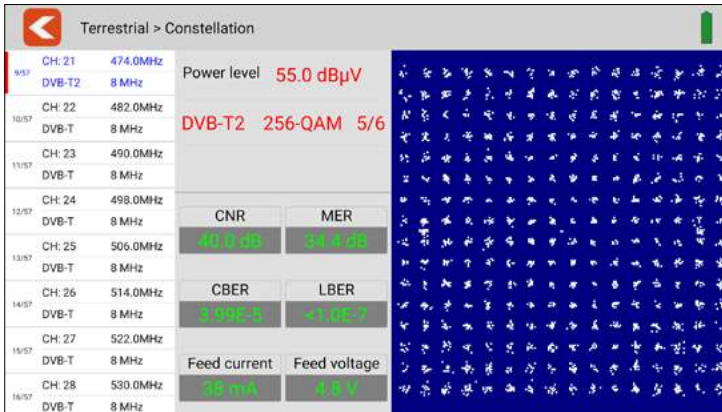 Terrestrial > Constellation
9/57
CH: 21 474.0MHz
DVB-T2 8 MHz
10/57
CH: 22 482.0MHz
DVB-T 8 MHz
11/57
CH: 23 490.0MHz
DVB-T 8 MHz
12/57
CH: 24 498.0MHz
DVB-T 8 MHz
13/57
CH: 25 506.0MHz
DVB-T 8 MHz
14/57
CH: 26 514.0MHz
DVB-T 8 MHz
15/57
CH: 27 522.0MHz
DVB-T 8 MHz
16/57
CH: 28 530.0MHz
DVB-T 8 MHz
Power level 55.0 dBµV
DVB-T2 256-QAM 5/6
CNR MER
40.0 dB 34.4 dB
CBER LBER
3.99E-5 <1.0E-7
Feed current Feed voltage
38 mA 4.8 V